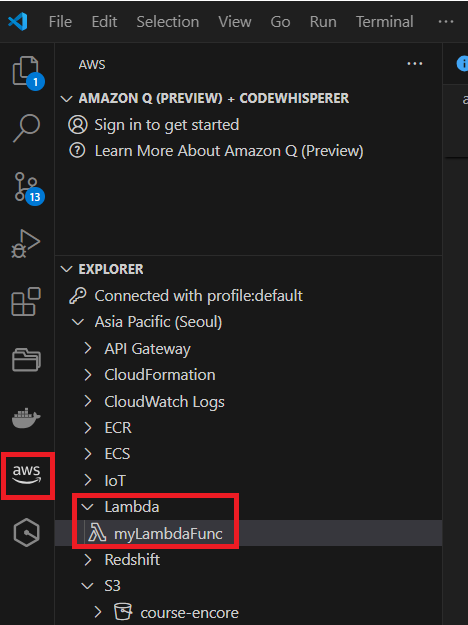 File Edit Selection View Go Run Terminal ...
AWS ...
1
AMAZON Q (PREVIEW) + CODEWHISPERER
Sign in to get started
Learn More About Amazon Q (Preview)
13
EXPLORER
Connected with profile:default
Asia Pacific (Seoul)
API Gateway
CloudFormation
CloudWatch Logs
ECR
ECS
aws
IoT
Lambda
myLambdaFunc
Redshift
S3
course-encore